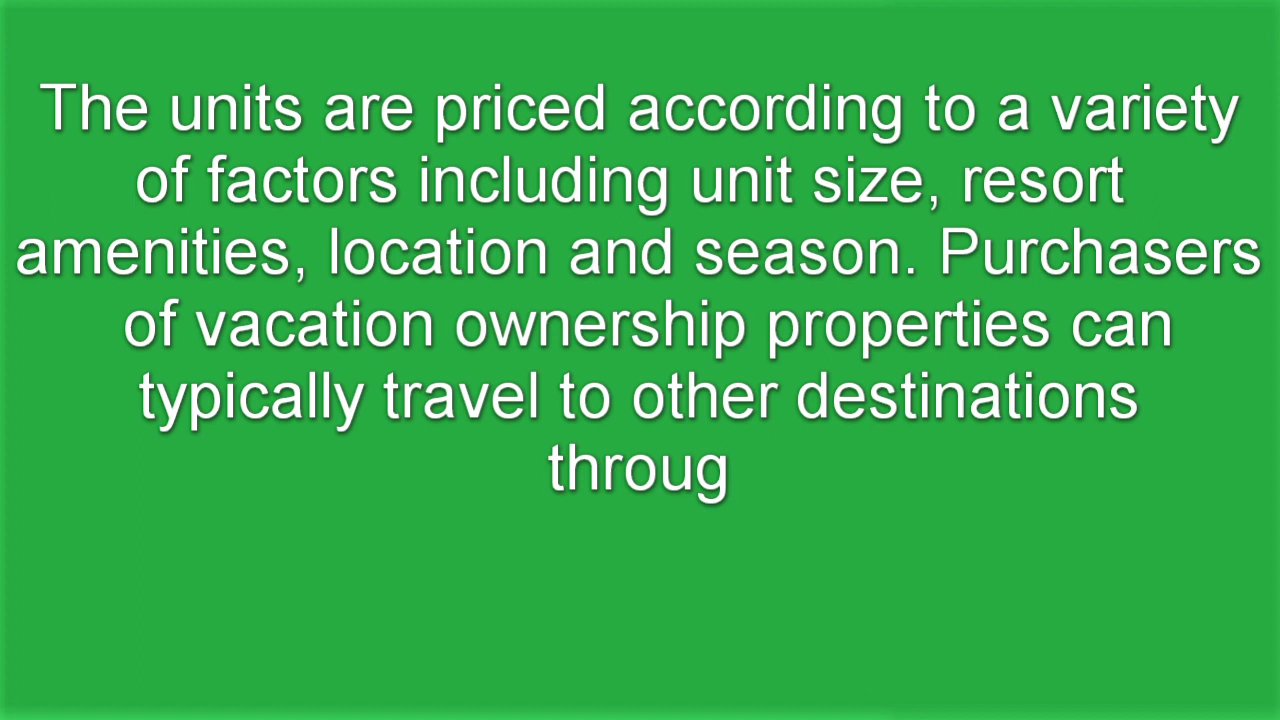 The units are priced according to a variety
of factors including unit size, resort
amenities, location and season. Purchasers
of vacation ownership properties can
typically travel to other destinations
throug